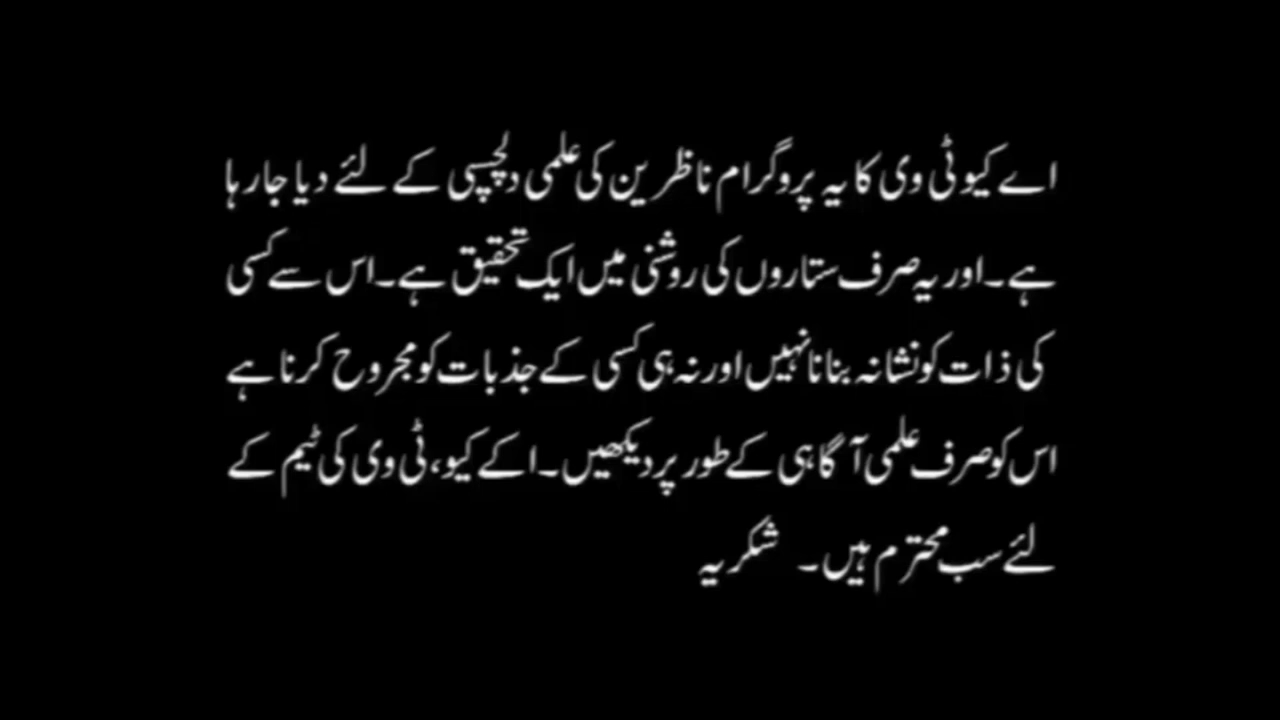 اے کیو ٹی وی کا یہ پروگرام ناظرین کی علمی دلچسپی کے لئے دیا جارہا
ہے۔ اور یہ صرف ستاروں کی روشنی میں ایک تحقیق ہے۔ اس سے کسی
کی ذات کو نشانہ بنانا نہیں اور نہ ہی کسی کے جذبات کو مجروح کرنا ہے
اس کو صرف علمی آگاہی کے طور پر دیکھیں۔ اکے کیو، ٹی وی کی ٹیم کے
لئے سب محترم ہیں۔ شکریہ